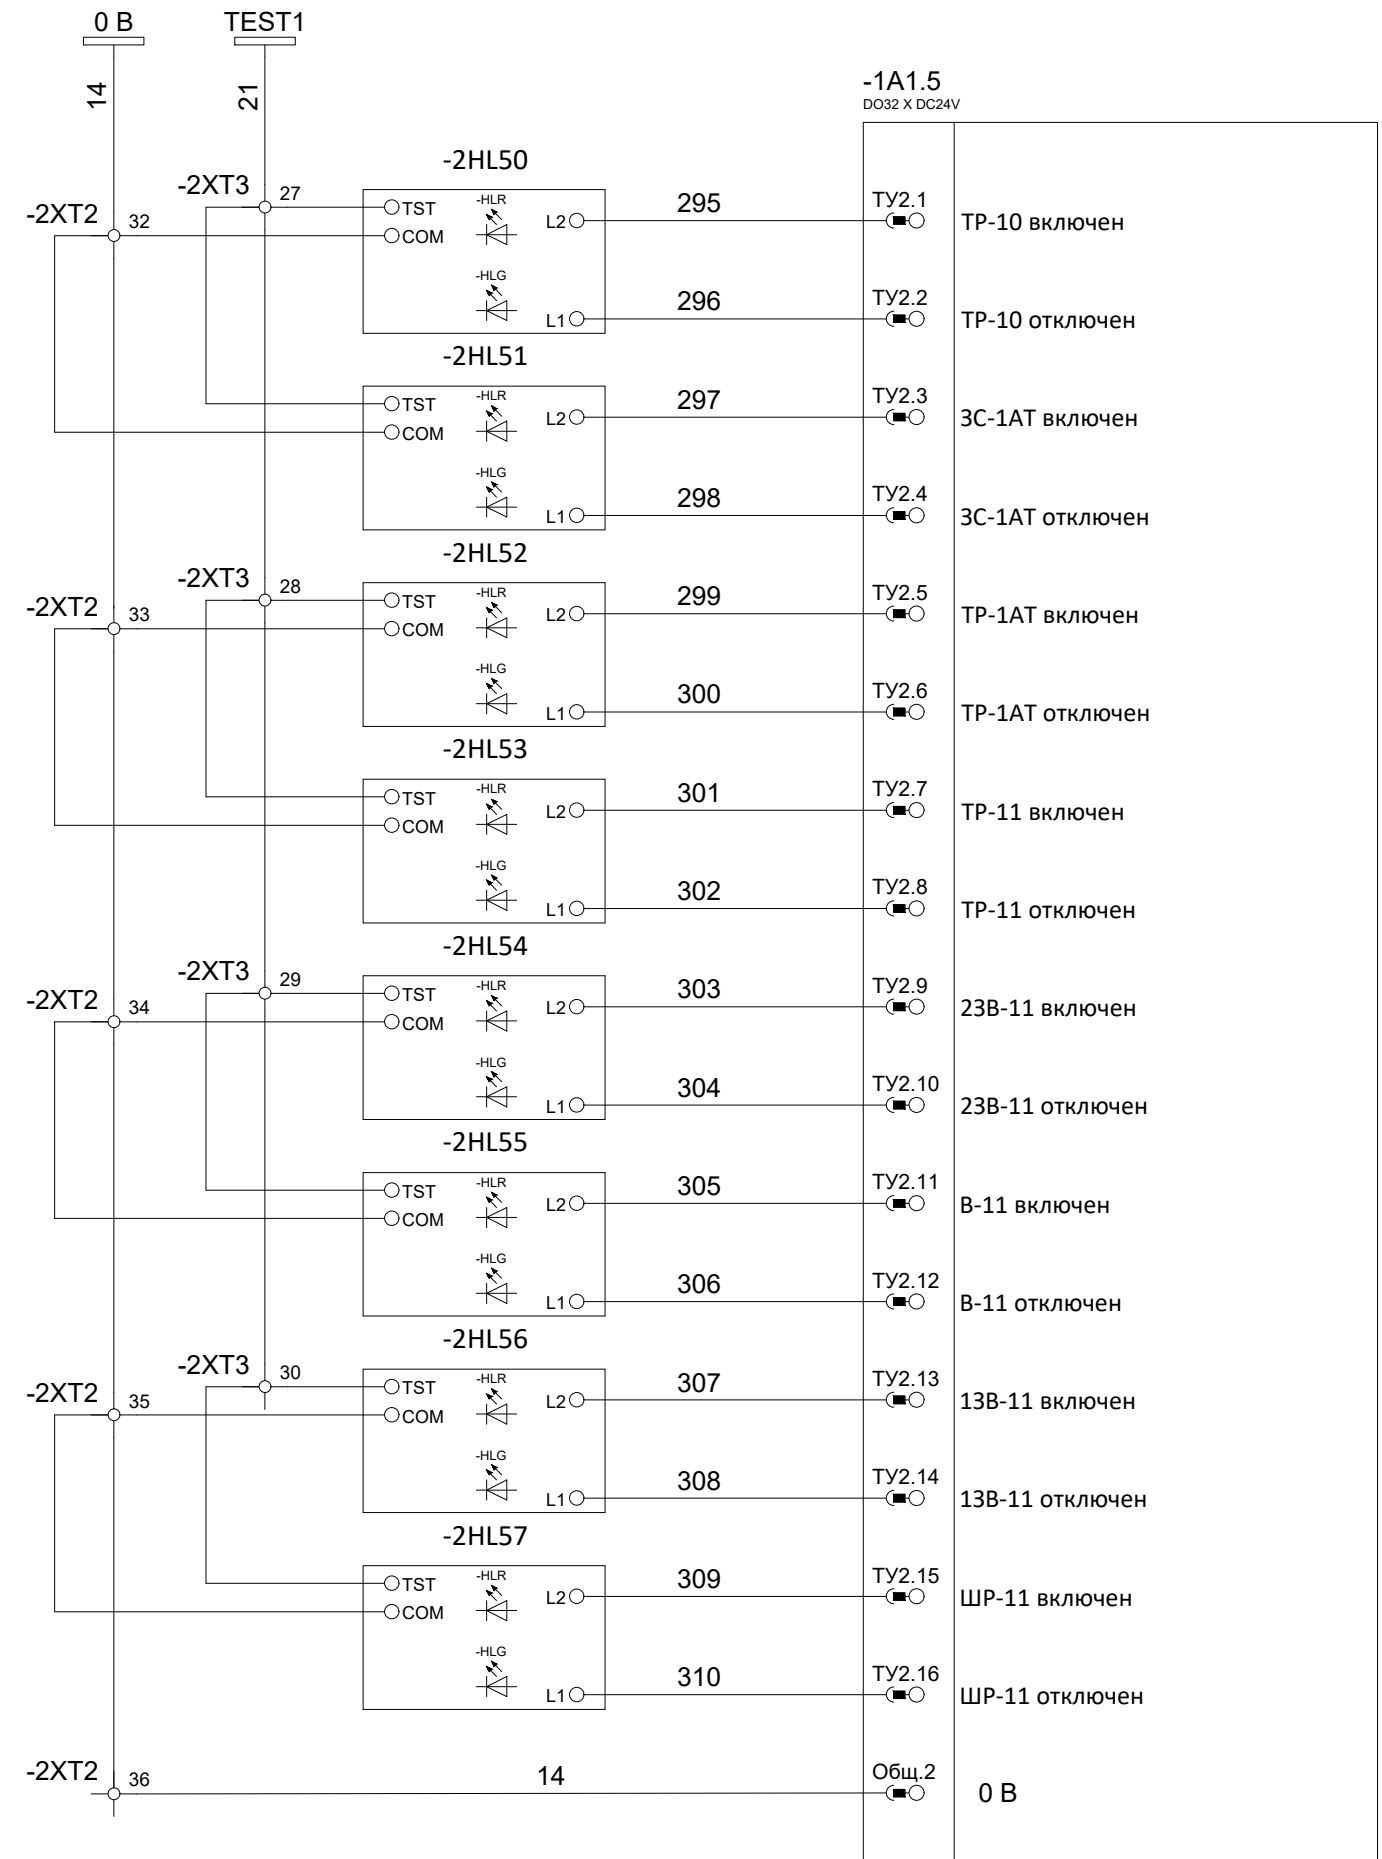 0 В
TEST1
14
21
-1A1.5
DO32 X DC24V
-2HL50
-2XT3
27
-2XT2
32
TST
COM
-HLR
-HLG
L2
L1
295
296
ТУ2.1
ТР-10 включен
ТУ2.2
ТР-10 отключен
-2HL51
TST
COM
-HLR
-HLG
L2
L1
297
298
ТУ2.3
ЗС-1АТ включен
ТУ2.4
ЗС-1АТ отключен
-2HL52
-2XT3
28
-2XT2
33
TST
COM
-HLR
-HLG
L2
L1
299
300
ТУ2.5
ТР-1АТ включен
ТУ2.6
ТР-1АТ отключен
-2HL53
TST
COM
-HLR
-HLG
L2
L1
301
302
ТУ2.7
ТР-11 включен
ТУ2.8
ТР-11 отключен
-2HL54
-2XT3
29
-2XT2
34
TST
COM
-HLR
-HLG
L2
L1
303
304
ТУ2.9
2ЗВ-11 включен
ТУ2.10
2ЗВ-11 отключен
-2HL55
TST
COM
-HLR
-HLG
L2
L1
305
306
ТУ2.11
В-11 включен
ТУ2.12
В-11 отключен
-2HL56
-2XT3
30
-2XT2
35
TST
COM
-HLR
-HLG
L2
L1
307
308
ТУ2.13
1ЗВ-11 включен
ТУ2.14
1ЗВ-11 отключен
-2HL57
TST
COM
-HLR
-HLG
L2
L1
309
310
ТУ2.15
ШР-11 включен
ТУ2.16
ШР-11 отключен
-2XT2
36
14
Общ.2
0 В